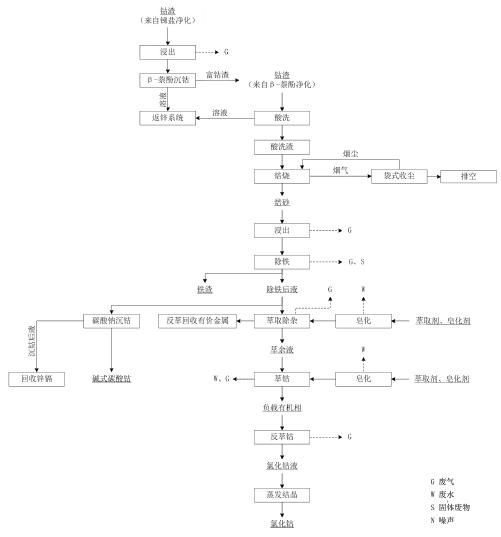 钴渣
（来自锑盐净化）
浸出
G
β-萘酚沉钴
富钴渣
钴渣
（来自β-萘酚净化）
溶液
返锌系统
溶液
酸洗
酸洗渣
烟尘
焙烧
烟气
袋式收尘
排空
焙砂
浸出
G
除铁
G、S
铁渣
除铁后液
G
W
碳酸钠沉钴
反萃回收有价金属
萃取除杂
皂化
萃取剂、皂化剂
沉钴后液
萃余液
W
回收锌镉
碱式碳酸钴
W、G
萃钴
皂化
萃取剂、皂化剂
负载有机相
反萃钴
G
氯化钴液
蒸发结晶
氯化钴
G 废气
W 废水
S 固体废物
N 噪声